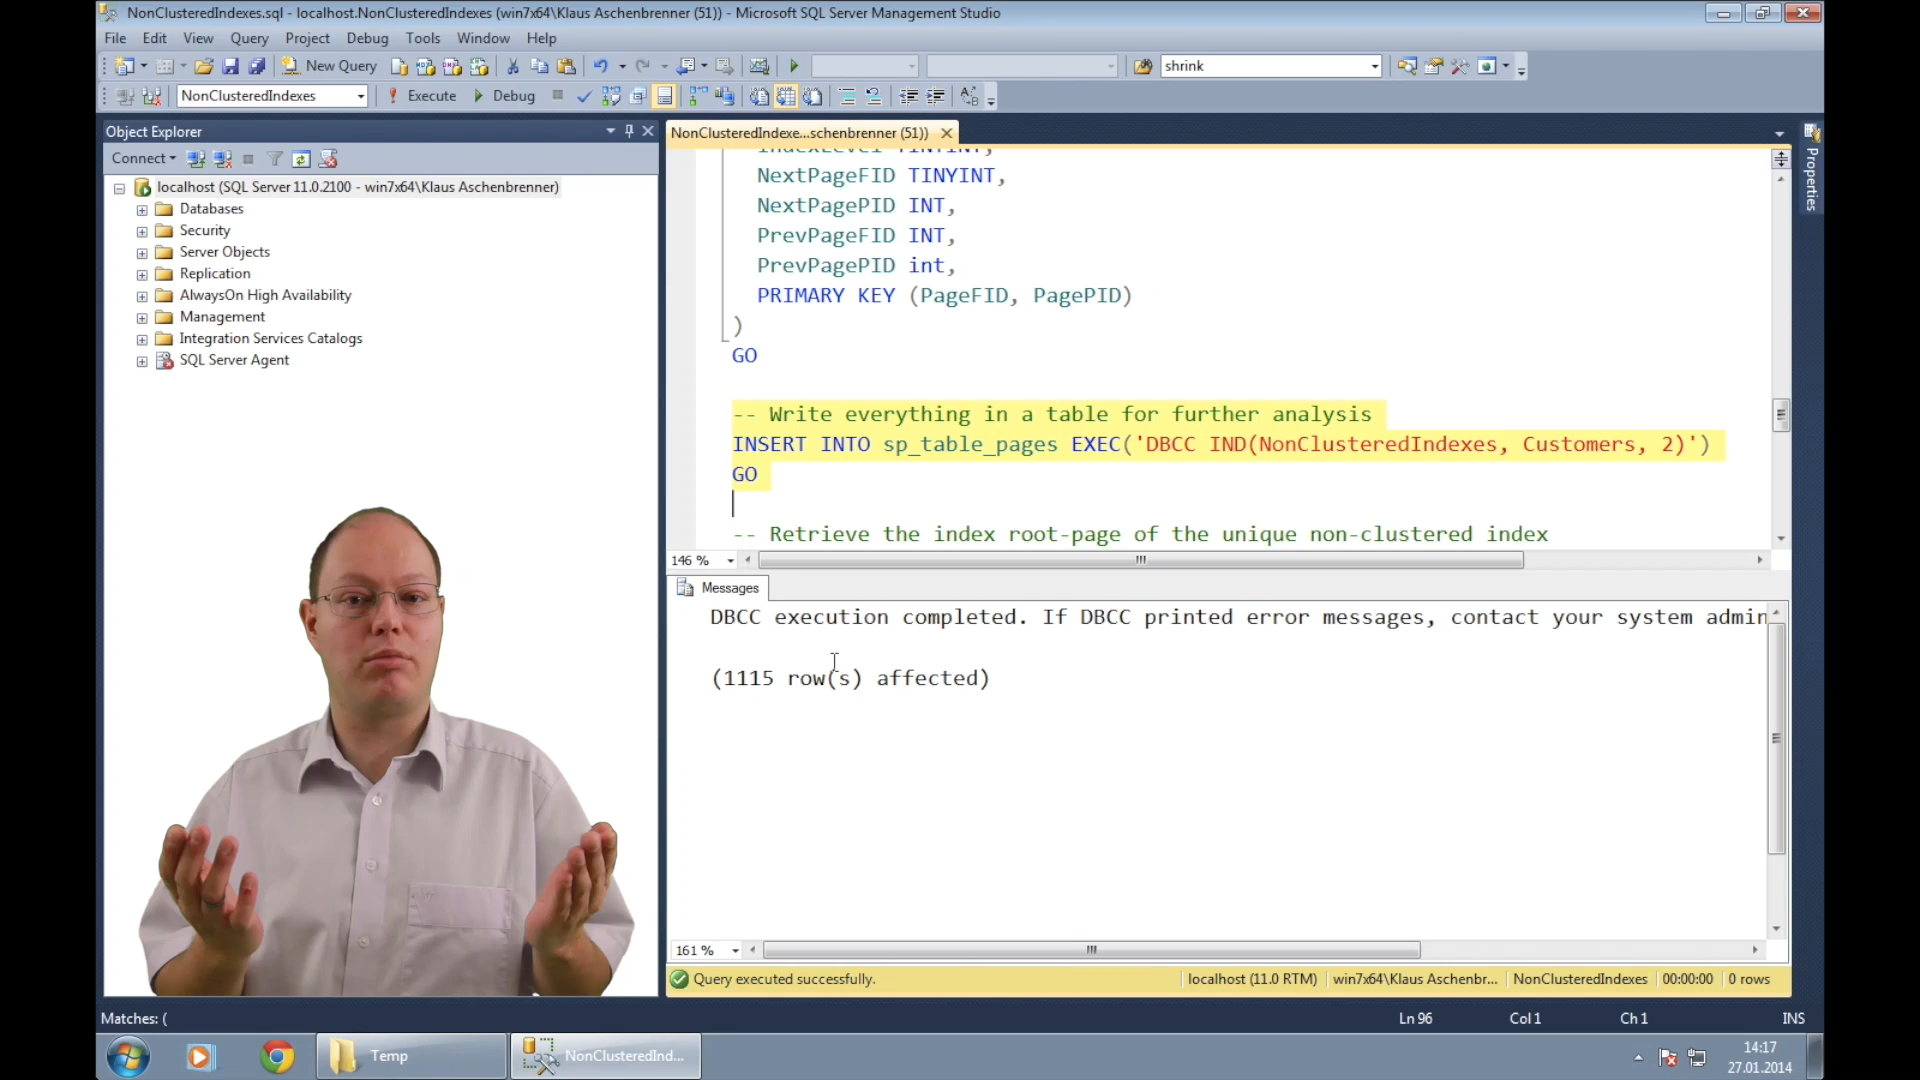 NonClusteredIndexes.sql - localhost.NonClusteredIndexes (win7x64\Klaus Aschenbrenner (51)) - Microsoft SQL Server Management Studio
File Edit View Query Project Debug Tools Window Help
New Query shrink
NonClusteredIndexes Execute Debug
Object Explorer
Connect
localhost (SQL Server 11.0.2100 - win7x64\Klaus Aschenbrenner)
Databases
Security
Server Objects
Replication
AlwaysOn High Availability
Management
Integration Services Catalogs
SQL Server Agent
NonClusteredIndexe...schenbrenner (51))
IndexLevel TINYINT,
NextPageFID TINYINT,
NextPagePID INT,
PrevPageFID INT,
PrevPagePID int,
PRIMARY KEY (PageFID, PagePID)
)
GO
-- Write everything in a table for further analysis
INSERT INTO sp_table_pages EXEC('DBCC IND(NonClusteredIndexes, Customers, 2)')
GO
-- Retrieve the index root-page of the unique non-clustered index
146 %
Messages
DBCC execution completed. If DBCC printed error messages, contact your system admin
(1115 row(s) affected)
161 %
Query executed successfully. localhost (11.0 RTM) win7x64\Klaus Aschenbr... NonClusteredIndexes 00:00:00 0 rows
Properties
Matches: ( Ln 96 Col 1 Ch 1 INS
Temp NonClusteredInd... 14:17
27.01.2014